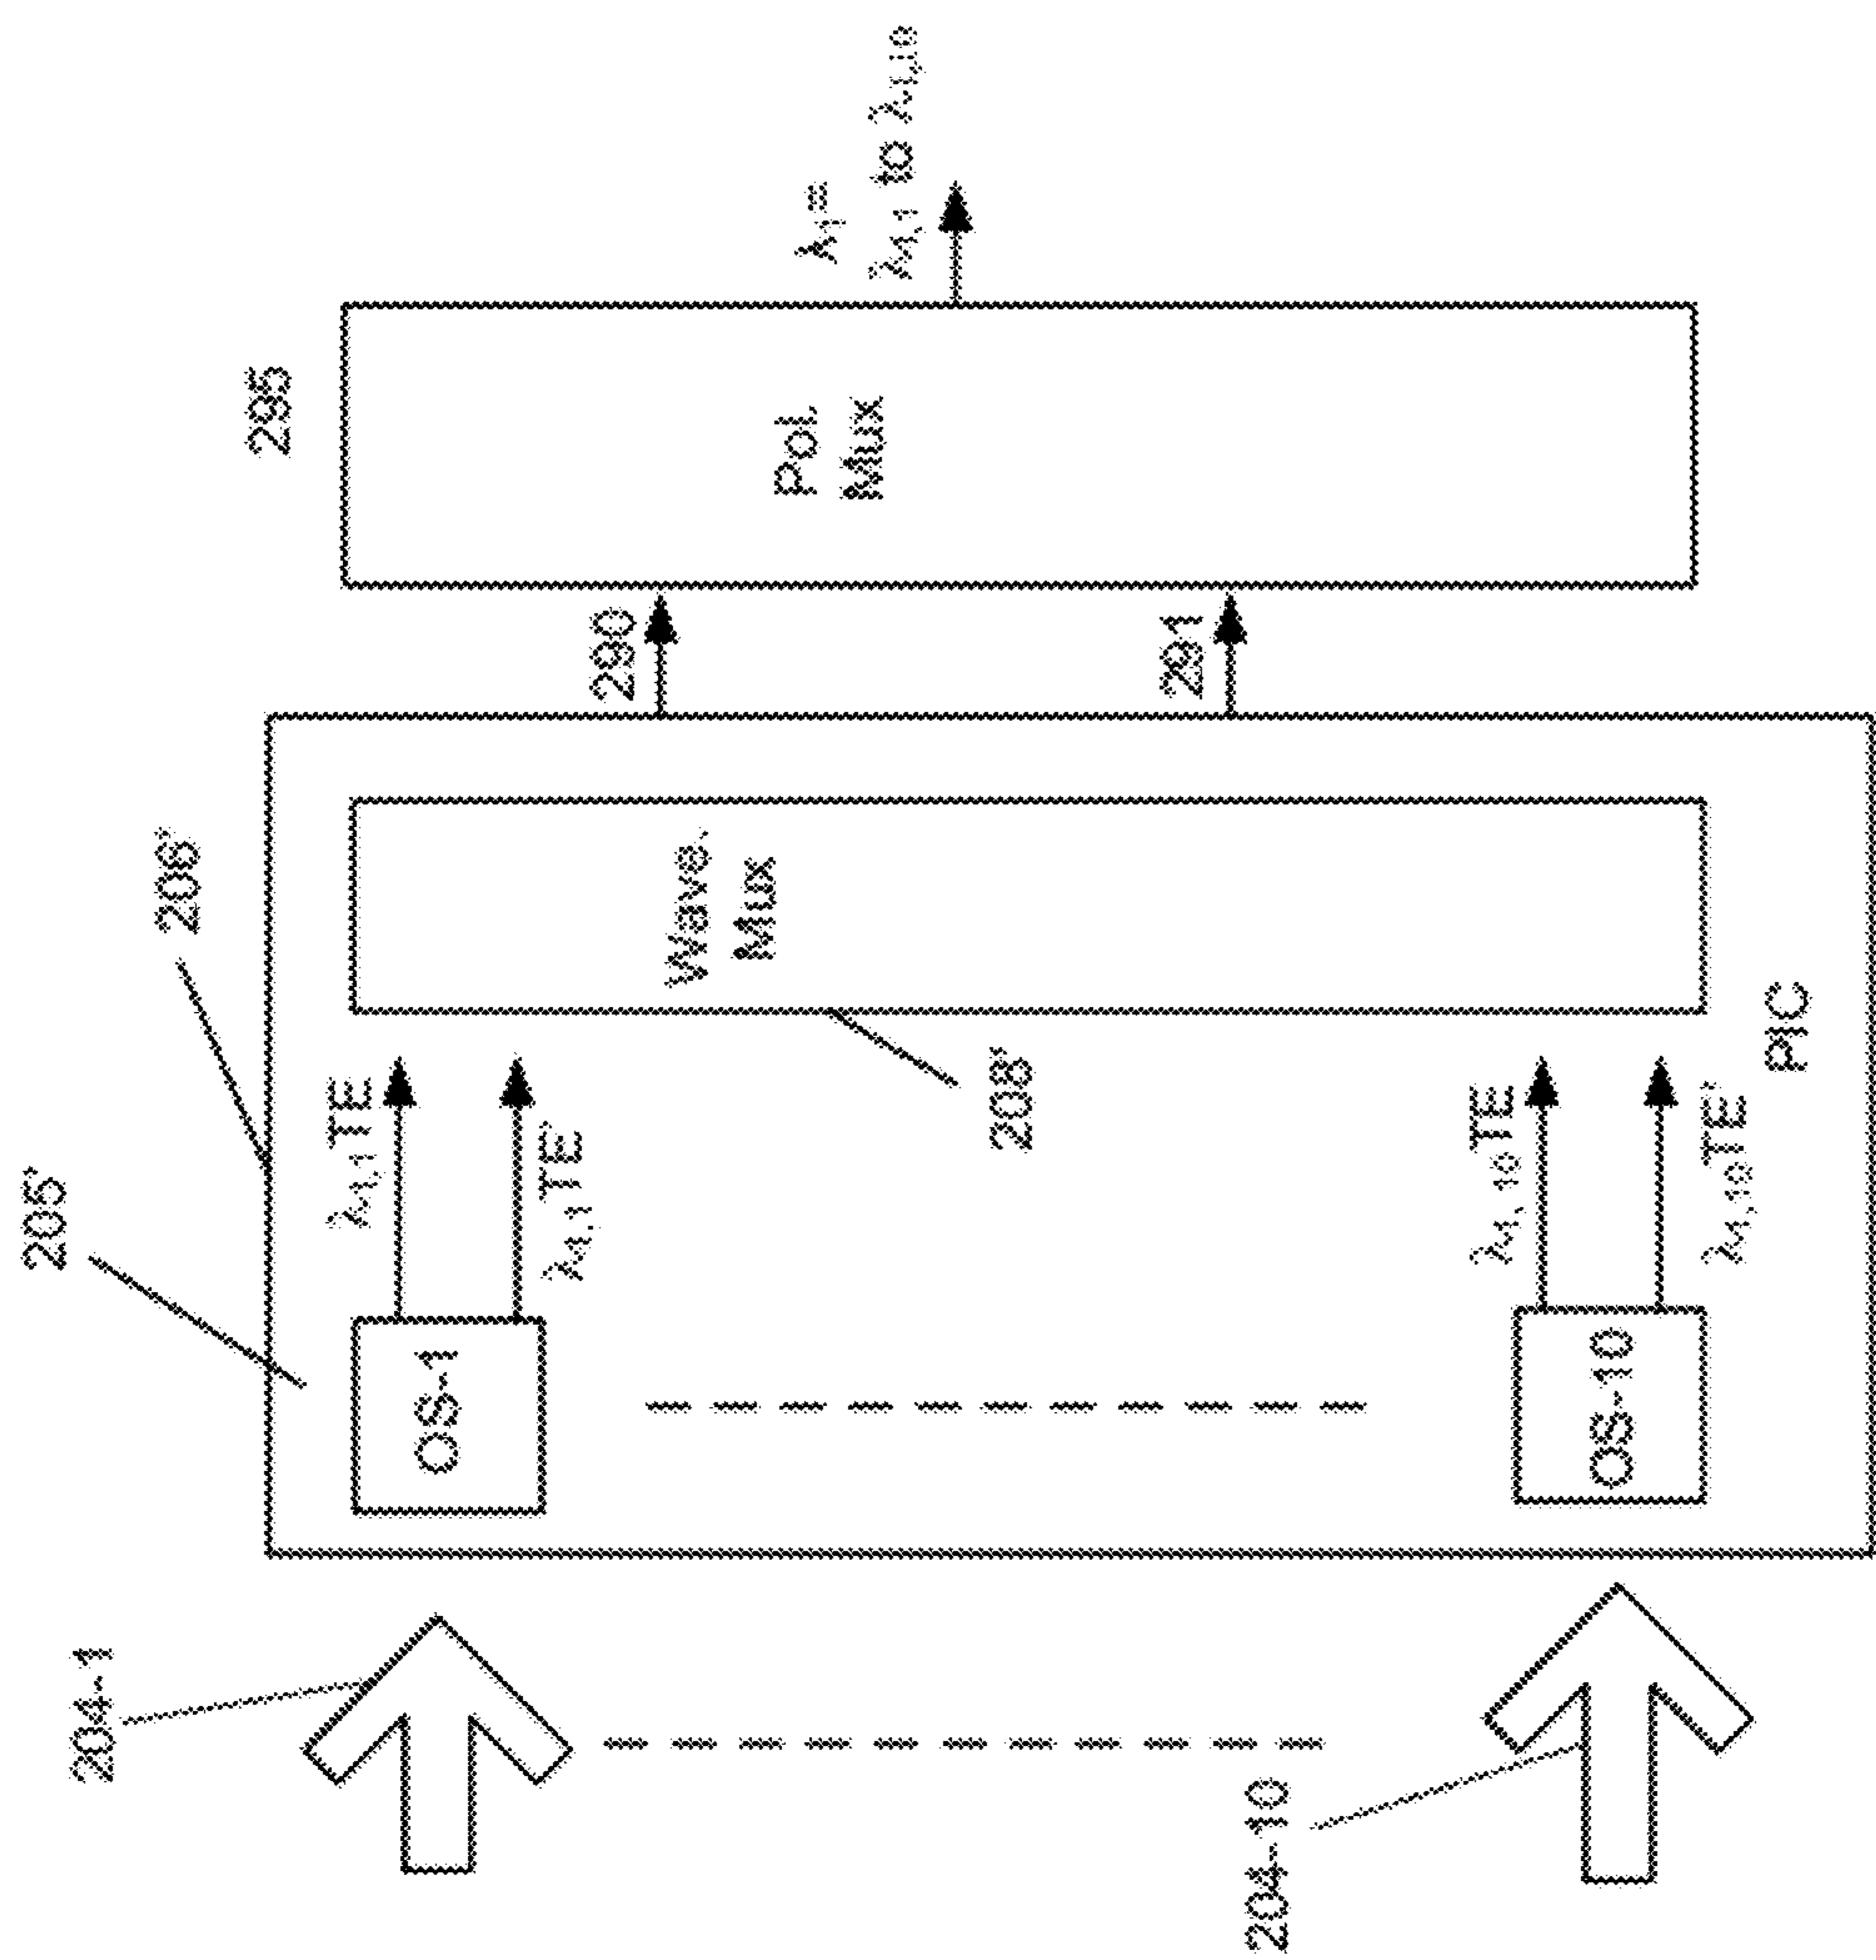 205'
204-1
206'
295
λ1,1TE
OS-1
λ1,1TE'
290
Wave.
Mux
Pol.
Mux
λ1=
λ1,1 to λ1,10
208'
291
204-10
λ1,10TE
OS-10
λ1,10TE'
PIC